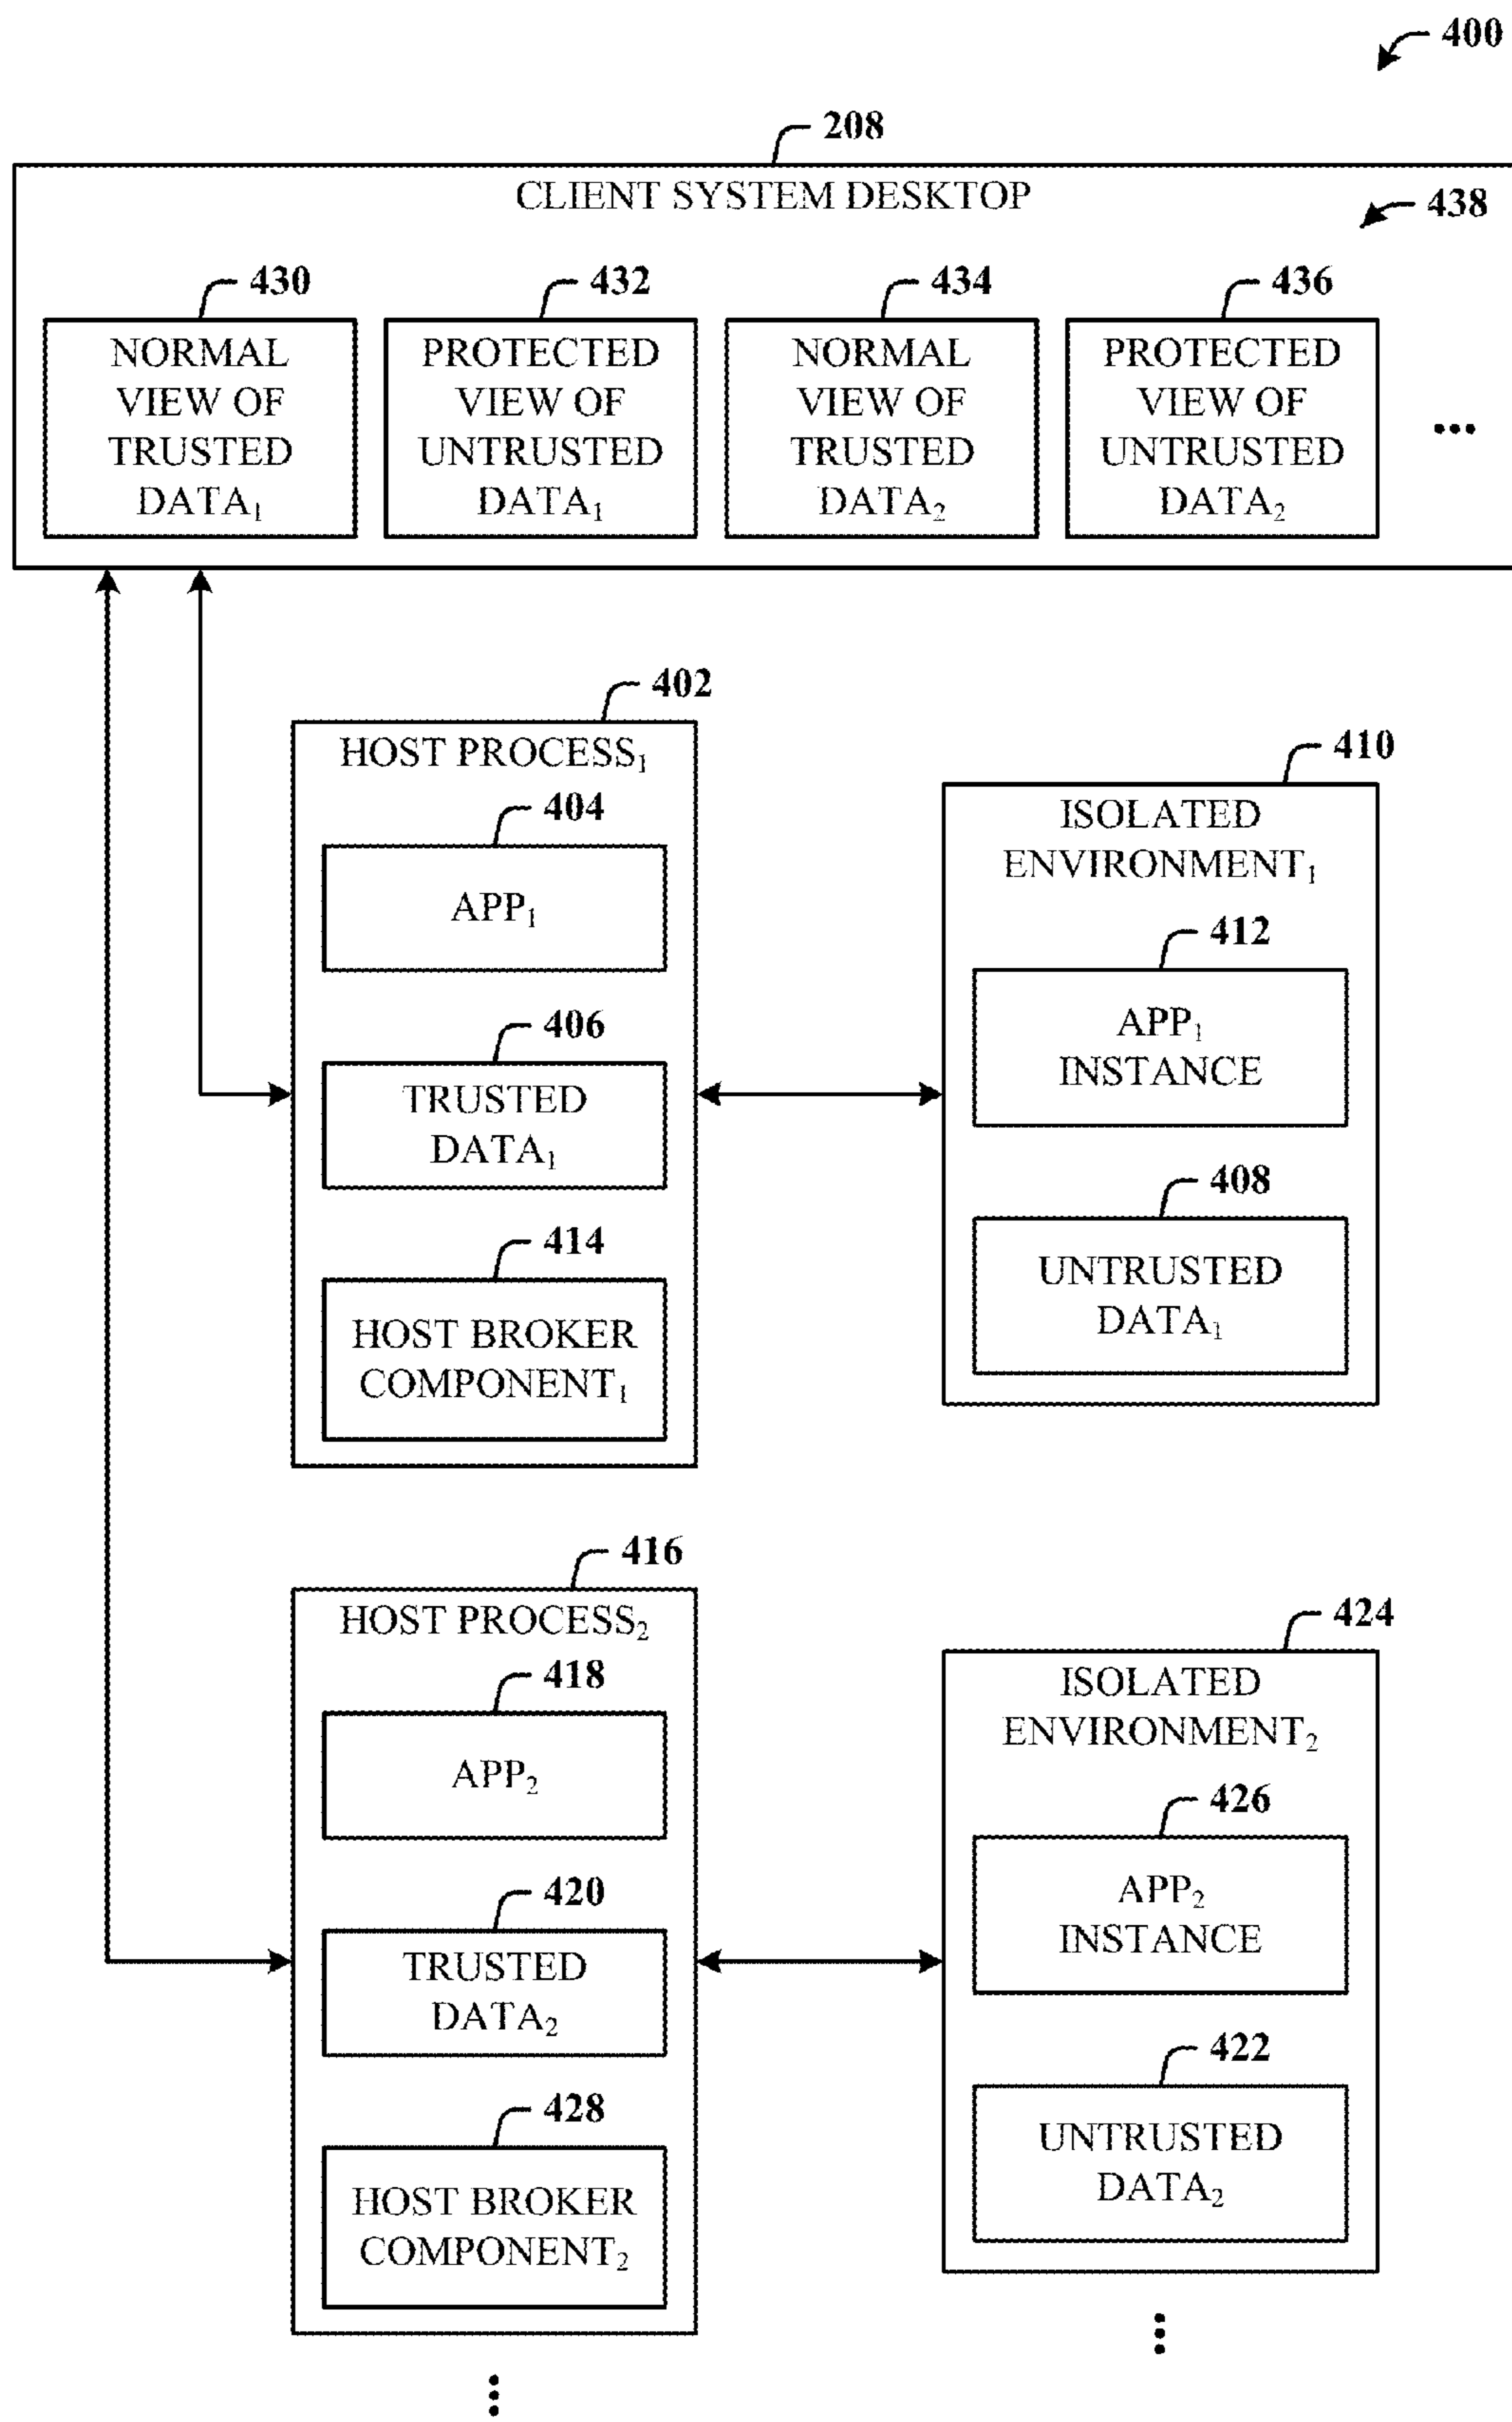 400
208
CLIENT SYSTEM DESKTOP
438
430
432
434
436
NORMAL
VIEW OF
TRUSTED
DATA₁
PROTECTED
VIEW OF
UNTRUSTED
DATA₁
NORMAL
VIEW OF
TRUSTED
DATA₂
PROTECTED
VIEW OF
UNTRUSTED
DATA₂
...
402
HOST PROCESS₁
404
APP₁
406
TRUSTED
DATA₁
414
HOST BROKER
COMPONENT₁
410
ISOLATED
ENVIRONMENT₁
412
APP₁
INSTANCE
408
UNTRUSTED
DATA₁
416
HOST PROCESS₂
418
APP₂
420
TRUSTED
DATA₂
428
HOST BROKER
COMPONENT₂
424
ISOLATED
ENVIRONMENT₂
426
APP₂
INSTANCE
422
UNTRUSTED
DATA₂